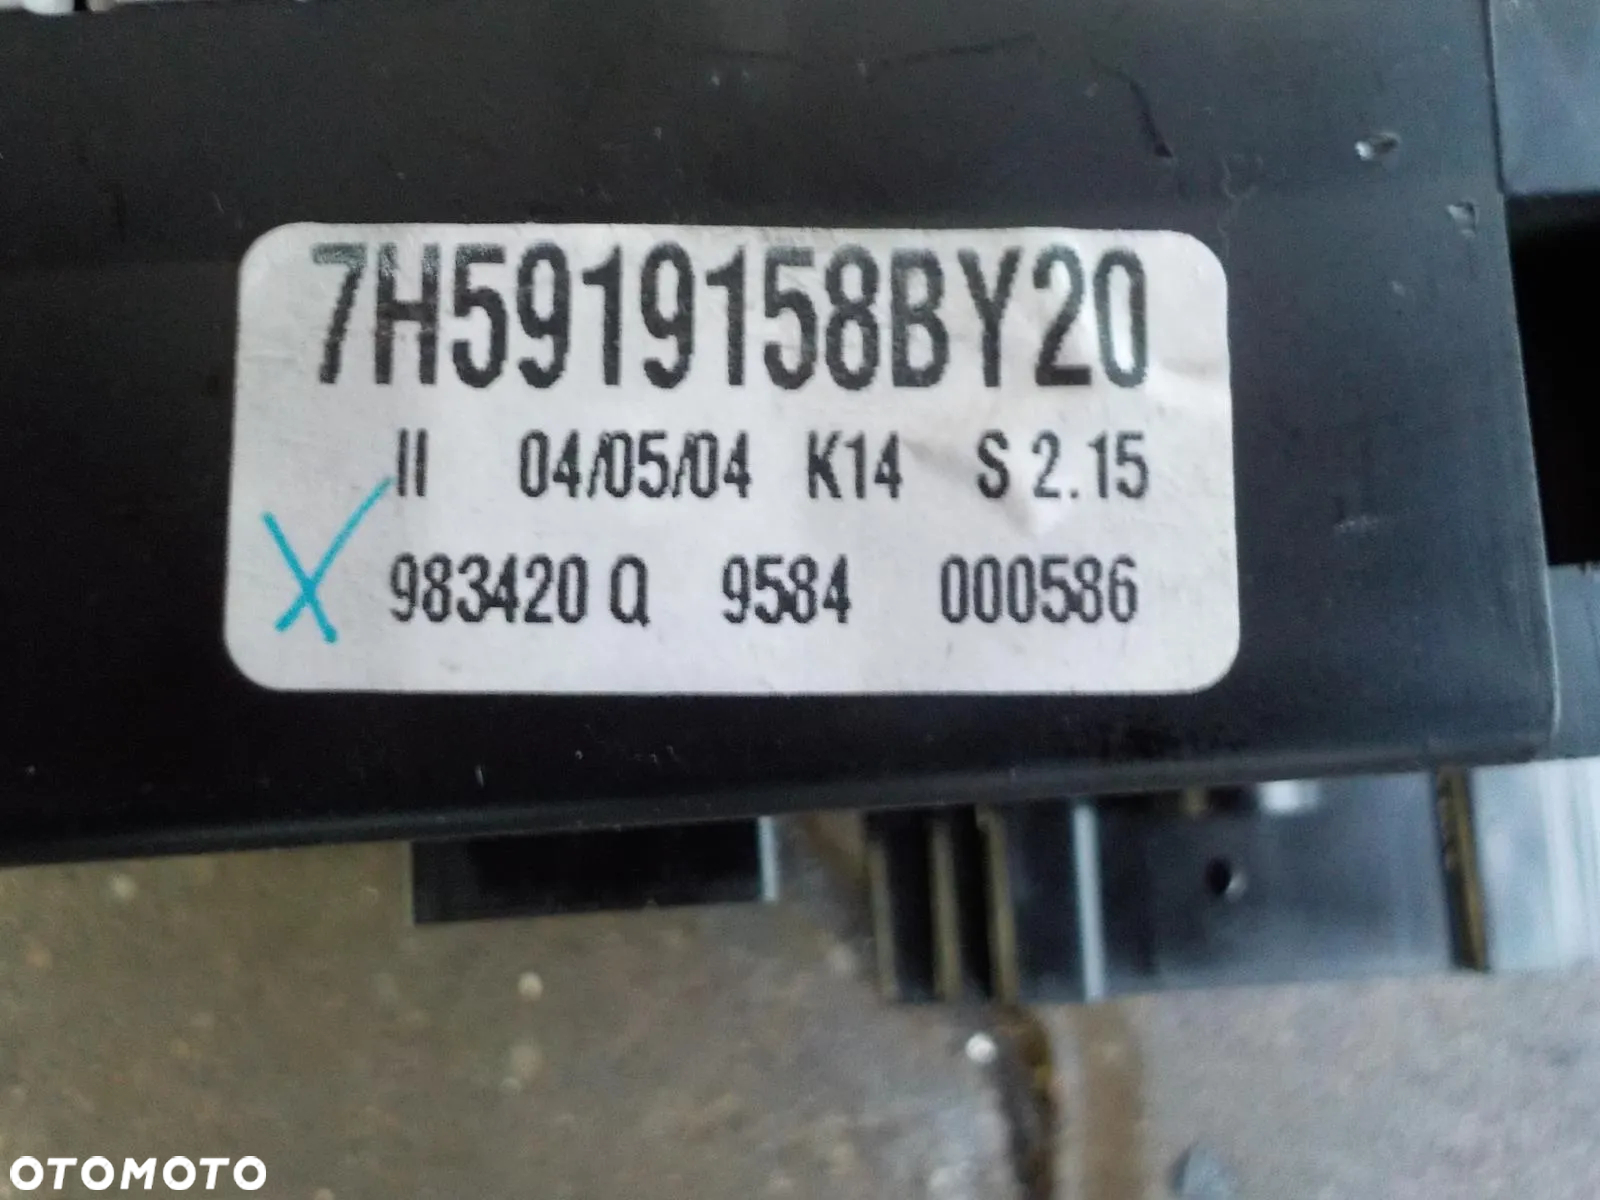 7H5919158BY20
II 04/05/04 K14 S 2.15
X 983420 Q 9584 000586
OTOMOTO